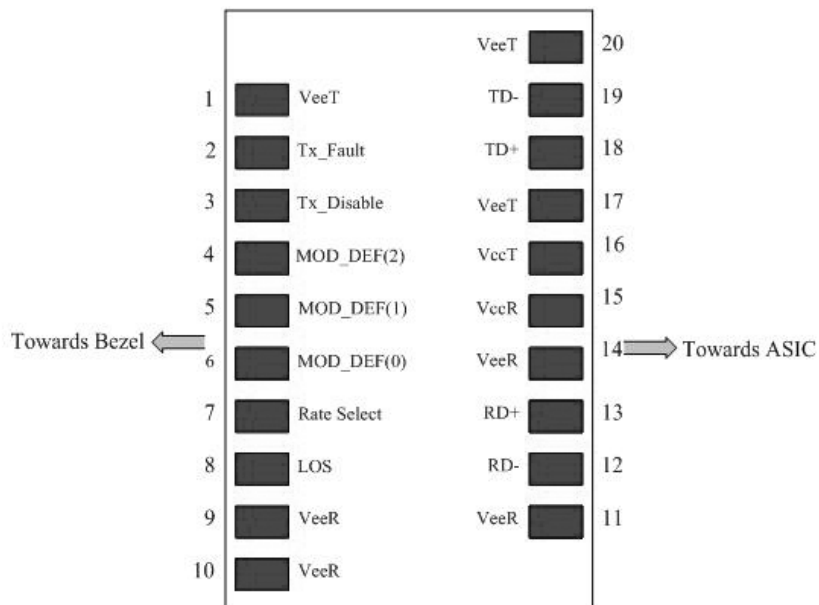 VeeT 20
1 VeeT TD- 19
2 Tx_Fault TD+ 18
3 Tx_Disable VeeT 17
4 MOD_DEF(2) VccT 16
5 MOD_DEF(1) VccR 15
Towards Bezel
6 MOD_DEF(0) VeeR 14
Towards ASIC
7 Rate Select RD+ 13
8 LOS RD- 12
9 VeeR VeeR 11
10 VeeR